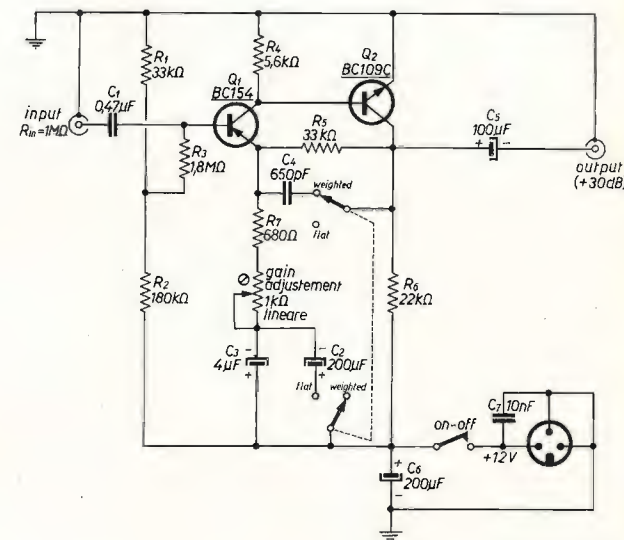 R1
33kΩ
R4
5,6kΩ
Q2
BC109C
Q1
BC154
C1
0,47μF
input
Rin=1MΩ
R3
1,8MΩ
R5
33kΩ
C5
100μF
+ -
output
(+30dB)
C4
650pF
weighted
flat
R7
680Ω
gain
adjustement
1kΩ
lineare
R2
180kΩ
R6
22kΩ
-
C3
4μF
+
-
C2
200μF
+
flat
weighted
C7 10nF
on-off
+12V
+
C6
200μF
-